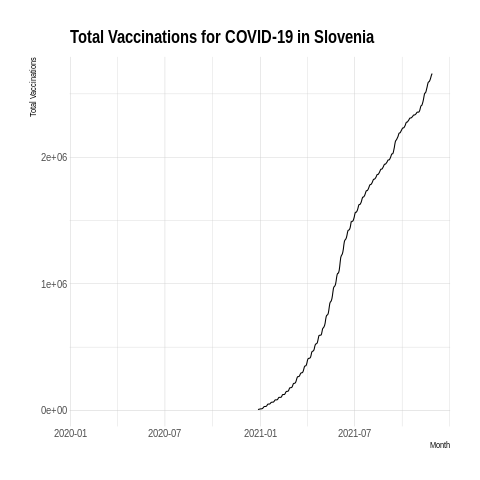 Total Vaccinations for COVID-19 in Slovenia
Total Vaccinations
2e+06
1e+06
0e+00
2020-01 2020-07 2021-01 2021-07
Month